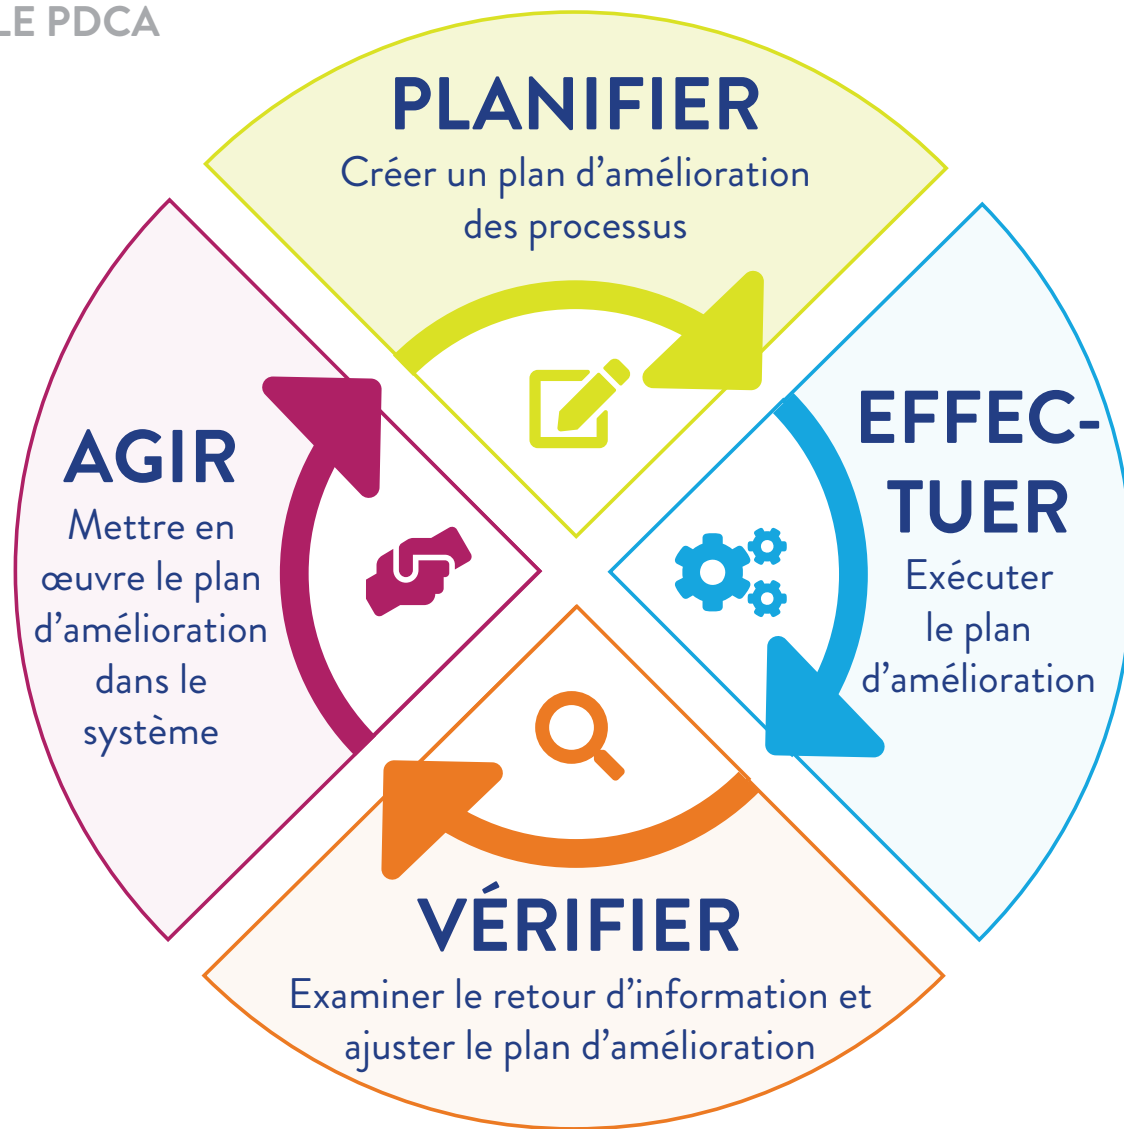 LE PDCA
PLANIFIER
Créer un plan d’amélioration
des processus
EFFEC-
TUER
Exécuter
le plan
d’amélioration
VÉRIFIER
Examiner le retour d’information et
ajuster le plan d’amélioration
AGIR
Mettre en
œuvre le plan
d’amélioration
dans le
système